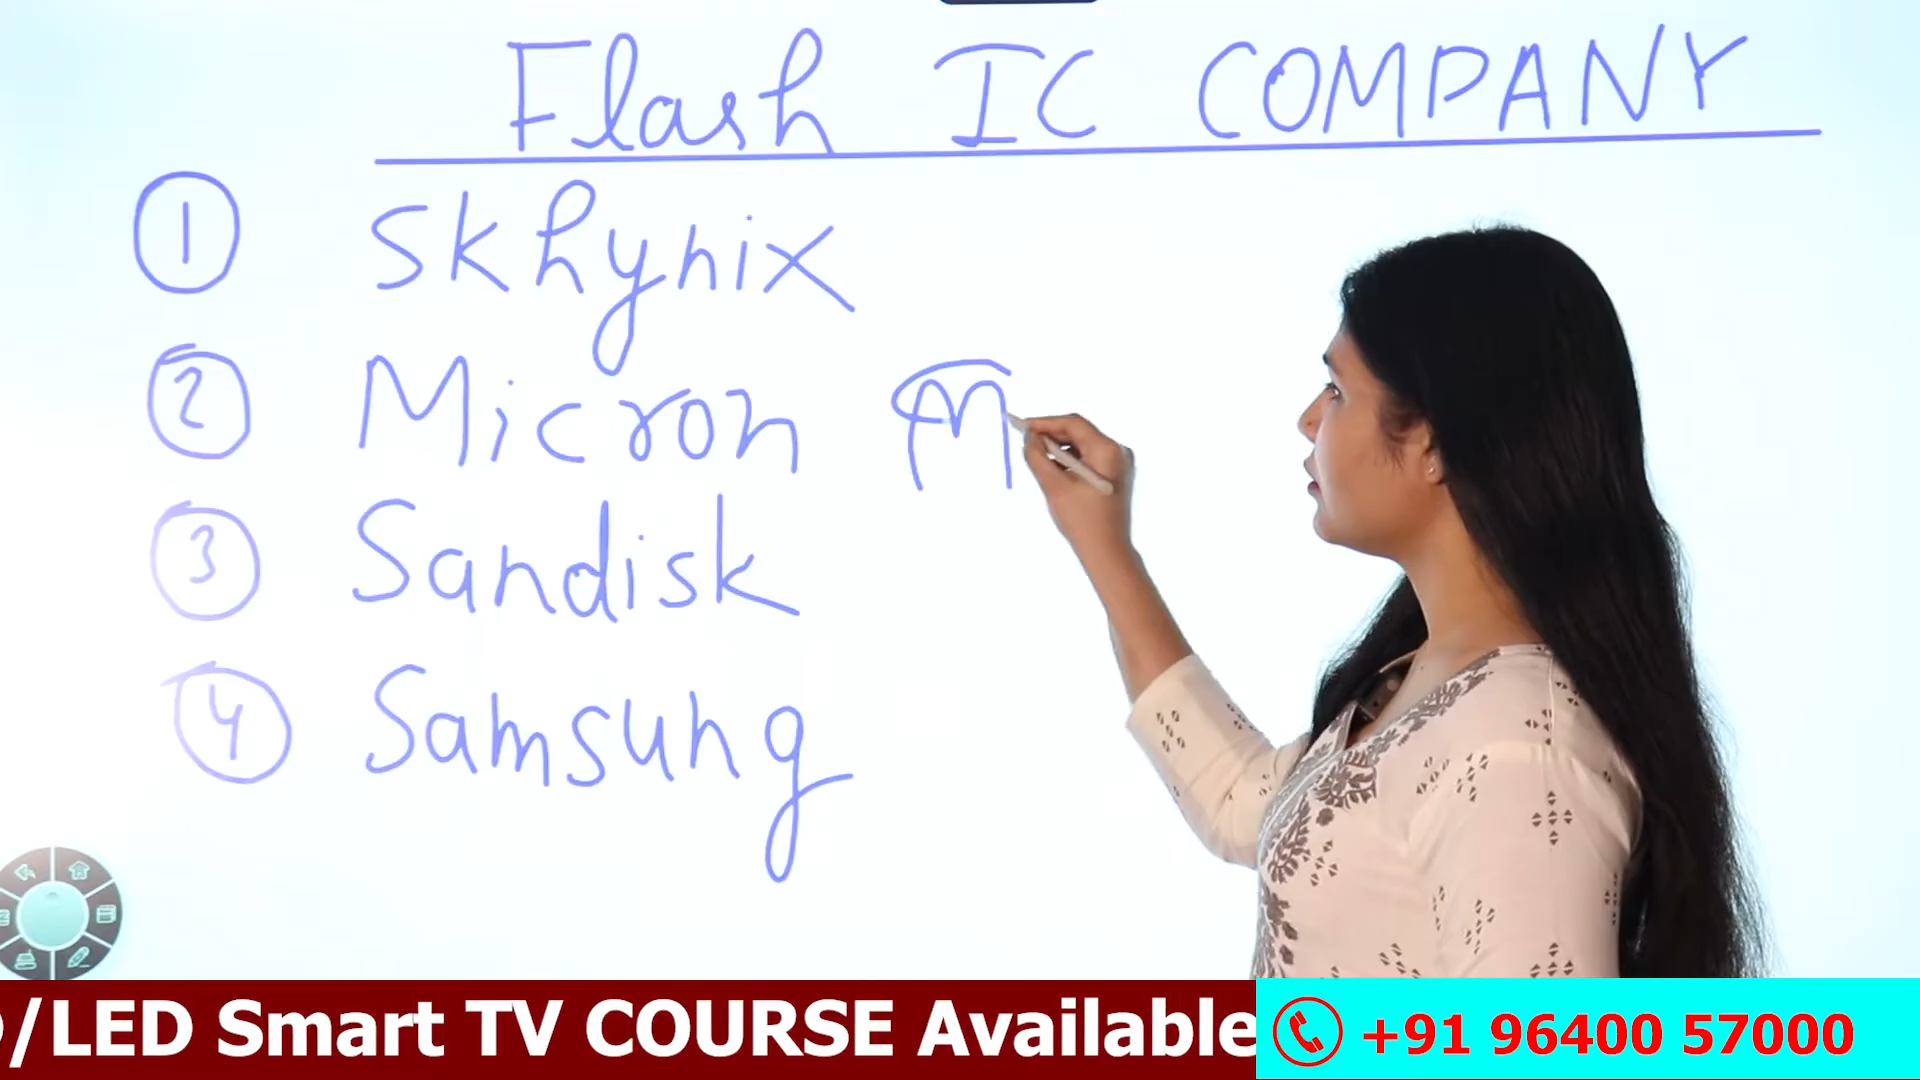 Flash IC COMPANY
1 SKhynix
2 Micron M
3 Sandisk
4 Samsung
D/LED Smart TV COURSE Available
+91 96400 57000